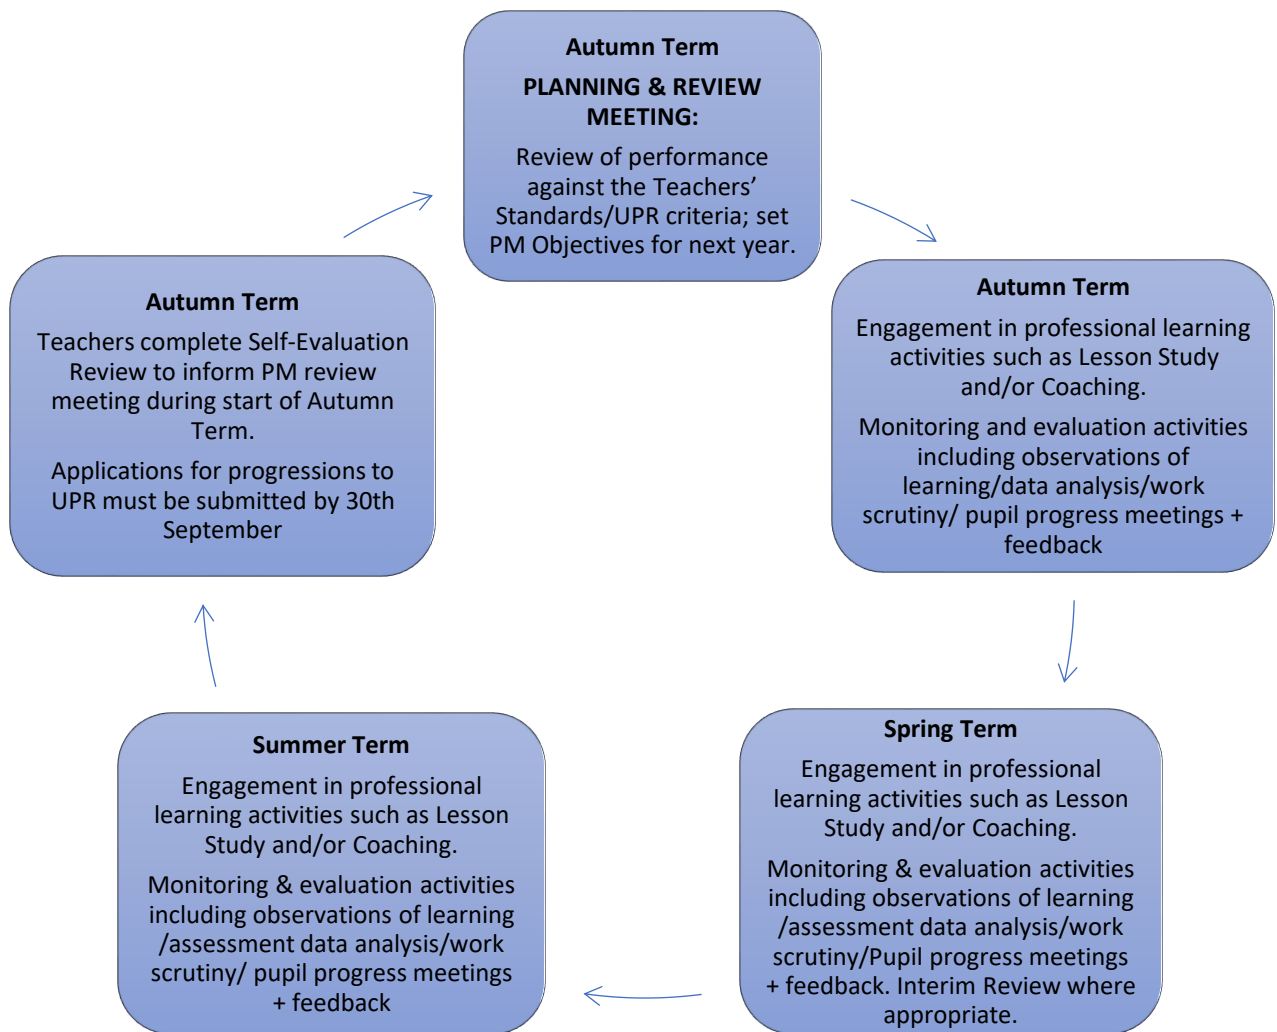 Autumn Term
PLANNING & REVIEW
MEETING:
Review of performance
against the Teachers’
Standards/UPR criteria; set
PM Objectives for next year.
Autumn Term
Engagement in professional learning
activities such as Lesson Study
and/or Coaching.
Monitoring and evaluation activities
including observations of
learning/data analysis/work
scrutiny/ pupil progress meetings +
feedback
Spring Term
Engagement in professional
learning activities such as Lesson
Study and/or Coaching.
Monitoring & evaluation activities
including observations of learning
/assessment data analysis/work
scrutiny/Pupil progress meetings
+ feedback. Interim Review where
appropriate.
Summer Term
Engagement in professional
learning activities such as Lesson
Study and/or Coaching.
Monitoring & evaluation activities
including observations of learning
/assessment data analysis/work
scrutiny/ pupil progress meetings
+ feedback
Autumn Term
Teachers complete Self-Evaluation
Review to inform PM review
meeting during start of Autumn
Term.
Applications for progressions to
UPR must be submitted by 30th
September